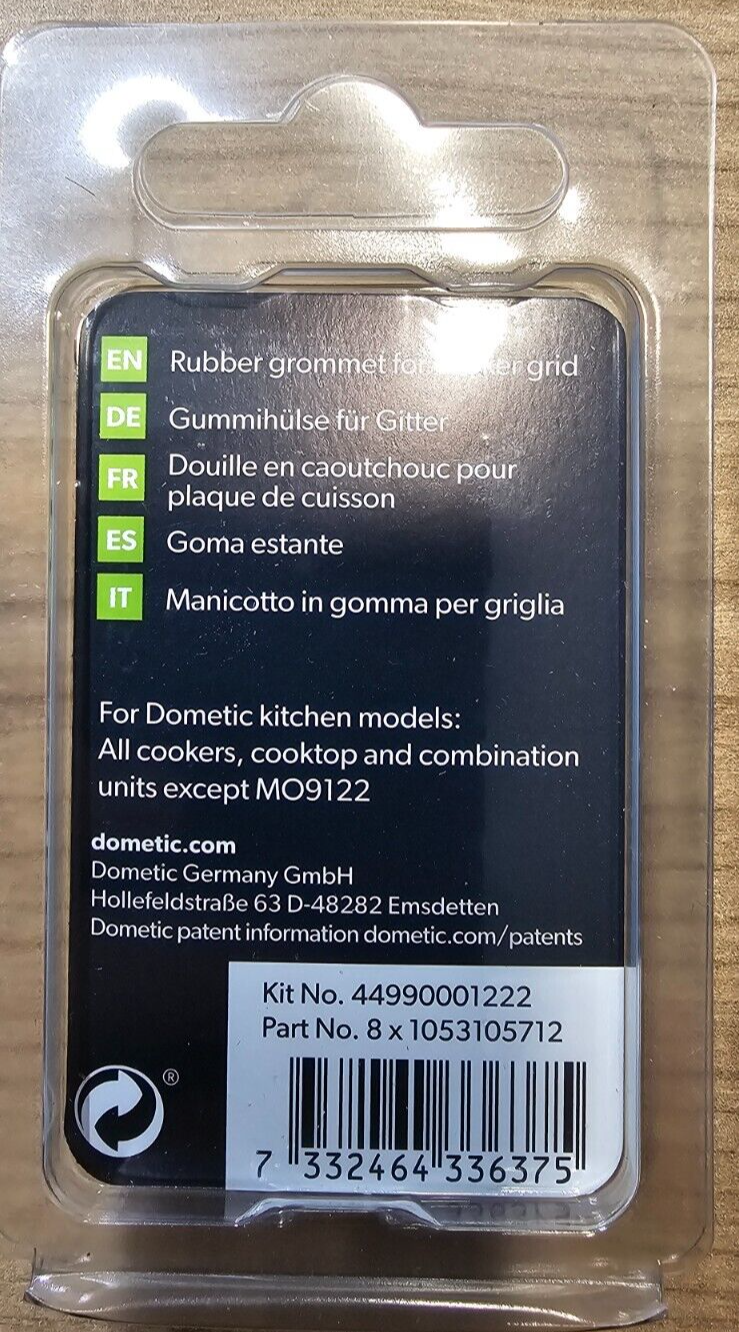 EN Rubber grommet for grid
DE Gummihülse für Gitter
FR Douille en caoutchouc pour
plaque de cuisson
ES Goma estante
IT Manicotto in gomma per griglia
For Dometic kitchen models:
All cookers, cooktop and combination
units except MO9122
dometic.com
Dometic Germany GmbH
Hollefeldstraße 63 D-48282 Emsdetten
Dometic patent information dometic.com/patents
Kit No. 44990001222
Part No. 8 x 1053105712
®
7 332464 336375